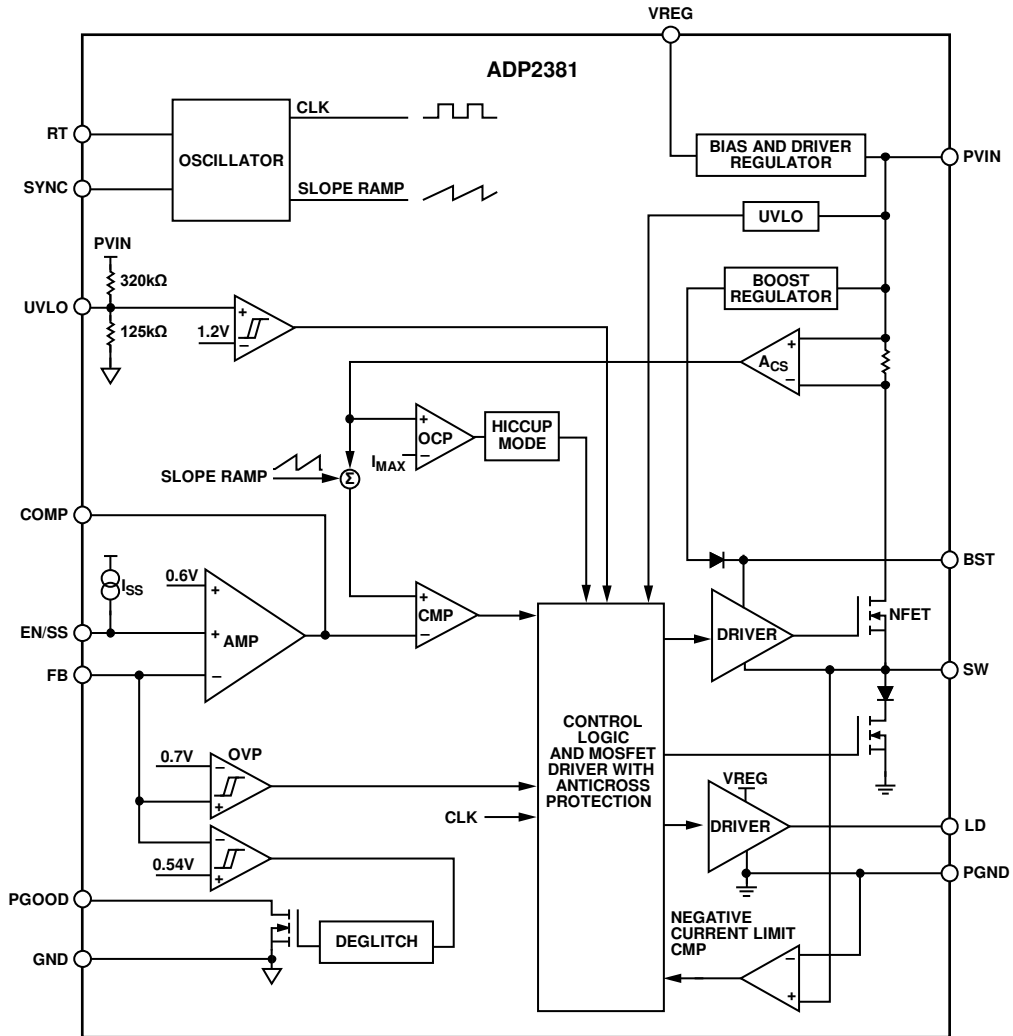 VREG
ADP2381
RT
SYNC
OSCILLATOR
CLK
SLOPE RAMP
BIAS AND DRIVER
REGULATOR
PVIN
UVLO
BOOST
REGULATOR
PVIN
320kΩ
UVLO
125kΩ
1.2V
+
–
ACS
+
–
+
OCP
–
IMAX
HICCUP
MODE
SLOPE RAMP
Σ
COMP
ISS
0.6V
+
EN/SS
+
AMP
FB
–
+
CMP
–
BST
DRIVER
NFET
SW
CONTROL
LOGIC
AND MOSFET
DRIVER WITH
ANTICROSS
PROTECTION
0.7V
OVP
–
+
CLK
–
0.54V
+
VREG
DRIVER
LD
PGND
PGOOD
DEGLITCH
GND
NEGATIVE
CURRENT LIMIT
CMP
–
+